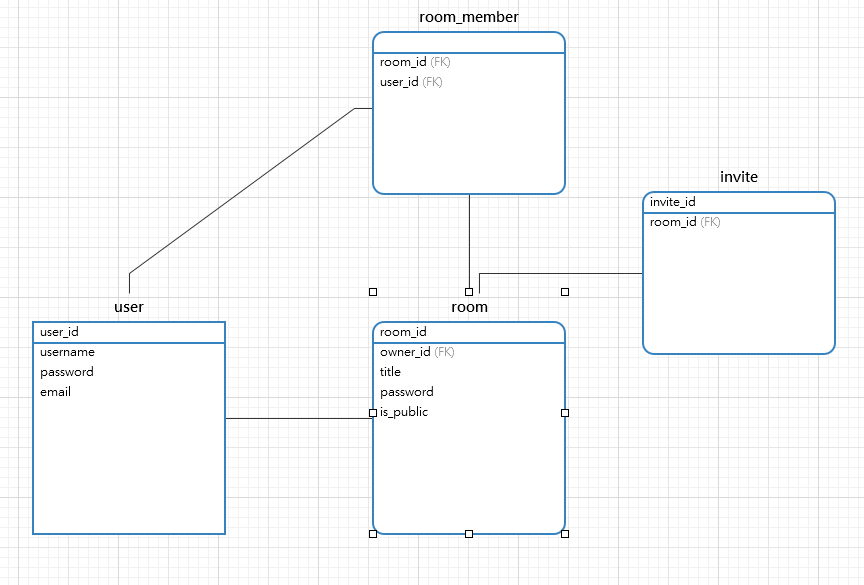 room_member
room_id (FK)
user_id (FK)
invite
invite_id
room_id (FK)
user
user_id
username
password
email
room
room_id
owner_id (FK)
title
password
is_public